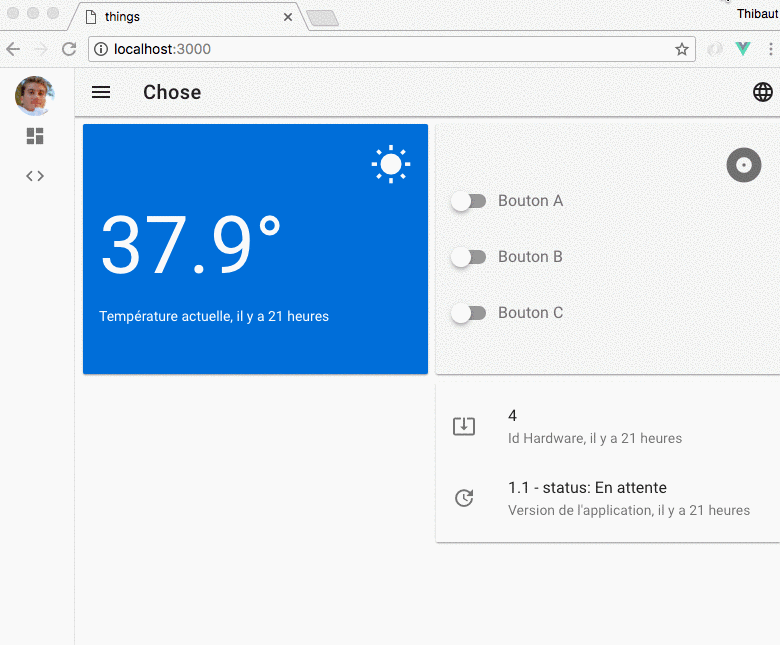 things
Thibaut
localhost:3000
Chose
37.9°
Température actuelle, il y a 21 heures
Bouton A
Bouton B
Bouton C
4
Id Hardware, il y a 21 heures
1.1 - status: En attente
Version de l'application, il y a 21 heures